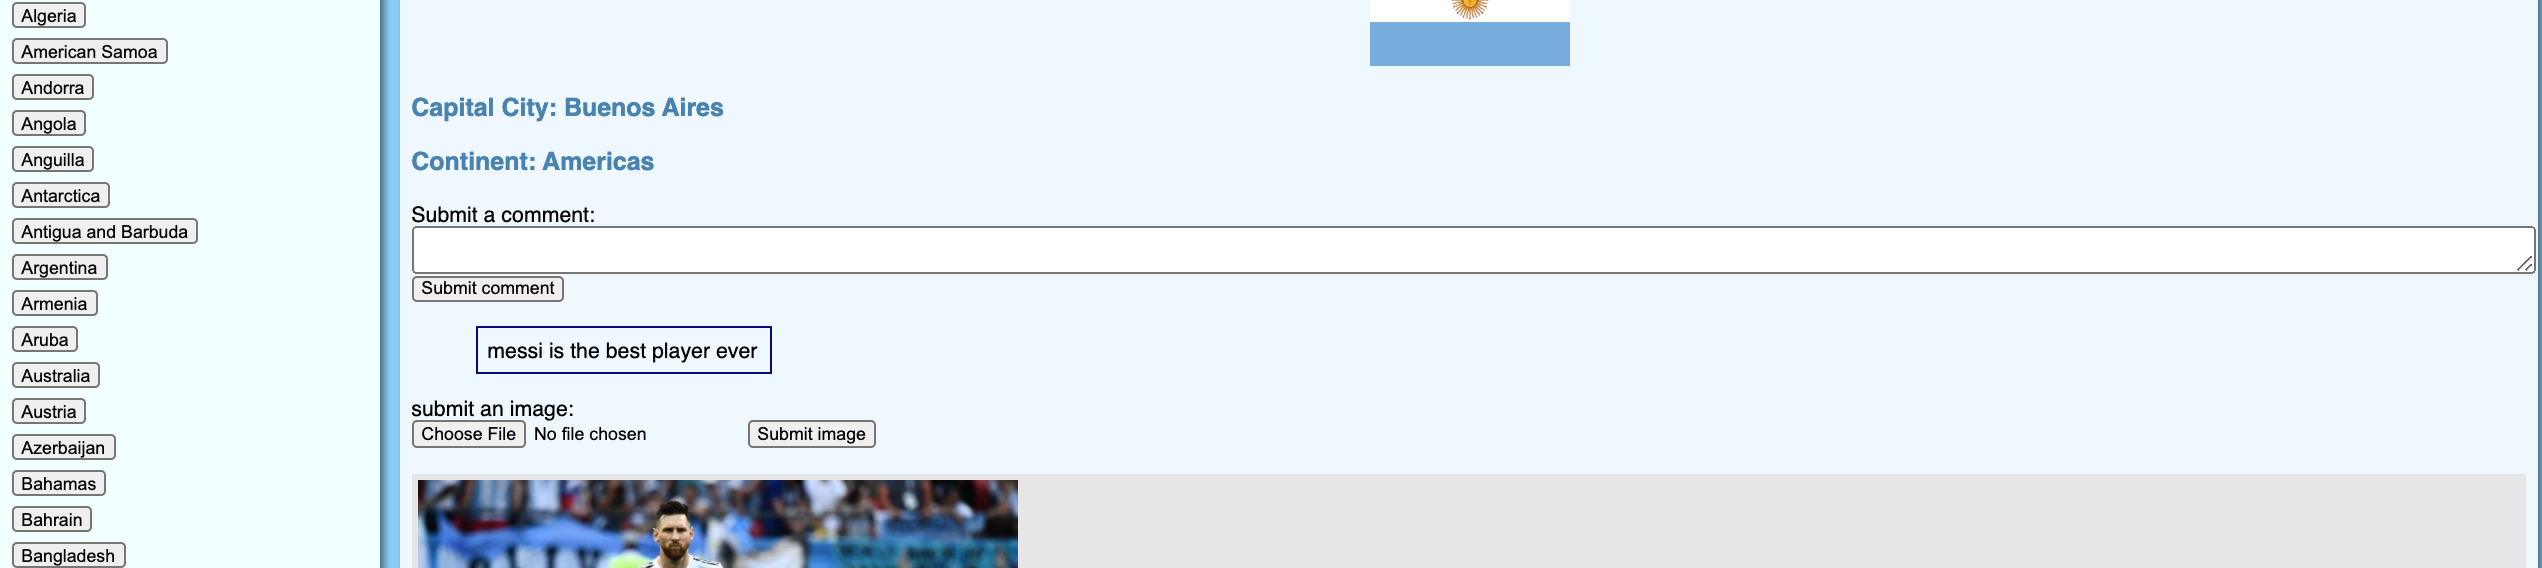 Algeria
American Samoa
Andorra
Angola
Anguilla
Antarctica
Antigua and Barbuda
Argentina
Armenia
Aruba
Australia
Austria
Azerbaijan
Bahamas
Bahrain
Bangladesh
Capital City: Buenos Aires
Continent: Americas
Submit a comment:
Submit comment
messi is the best player ever
submit an image:
Choose File No file chosen Submit image